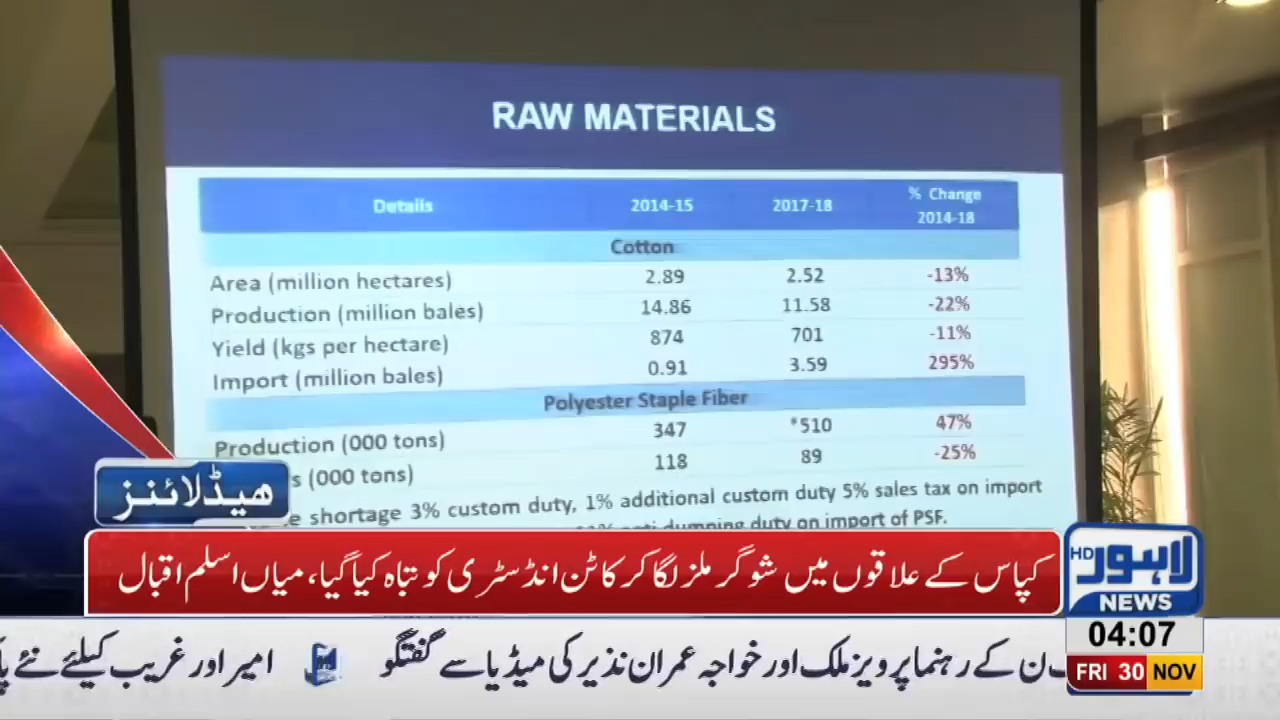 RAW MATERIALS
Details 2014-15 2017-18 % Change 2014-18
Cotton
Area (million hectares) 2.89 2.52 -13%
Production (million bales) 14.86 11.58 -22%
Yield (kgs per hectare) 874 701 -11%
Import (million bales) 0.91 3.59 295%
Polyester Staple Fiber
Production (000 tons) 347 *510 47%
(000 tons) 118 89 -25%
shortage 3% custom duty, 1% additional custom duty 5% sales tax on import
anti dumping duty on import of PSF.
ھیڈلائنز
کپاس کے علاقوں میں شوگر ملز لگا کر کاٹن انڈسٹری کو تباہ کیا گیا، میاں اسلم اقبال
لاہور HD
NEWS
04:07
FRI 30 NOV
ن کے رہنما پرویز ملک اور خواجہ عمران نذیر کی میڈیا سے گفتگو امیر اور غریب کیلئے نئے